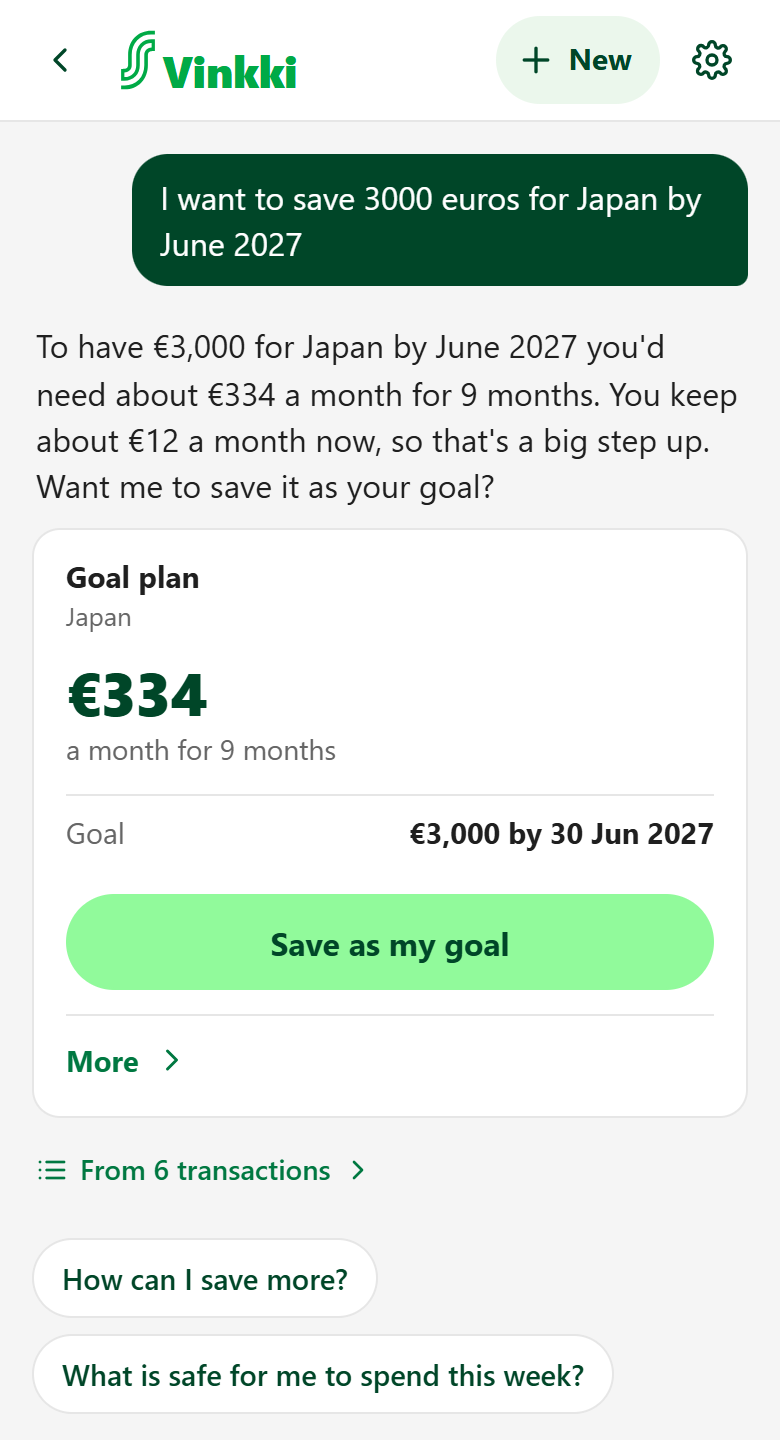 Vinkki
New
I want to save 3000 euros for Japan by
June 2027
To have €3,000 for Japan by June 2027 you'd
need about €334 a month for 9 months. You keep
about €12 a month now, so that's a big step up.
Want me to save it as your goal?
Goal plan
Japan
€334
a month for 9 months
Goal
€3,000 by 30 Jun 2027
Save as my goal
More
From 6 transactions
How can I save more?
What is safe for me to spend this week?